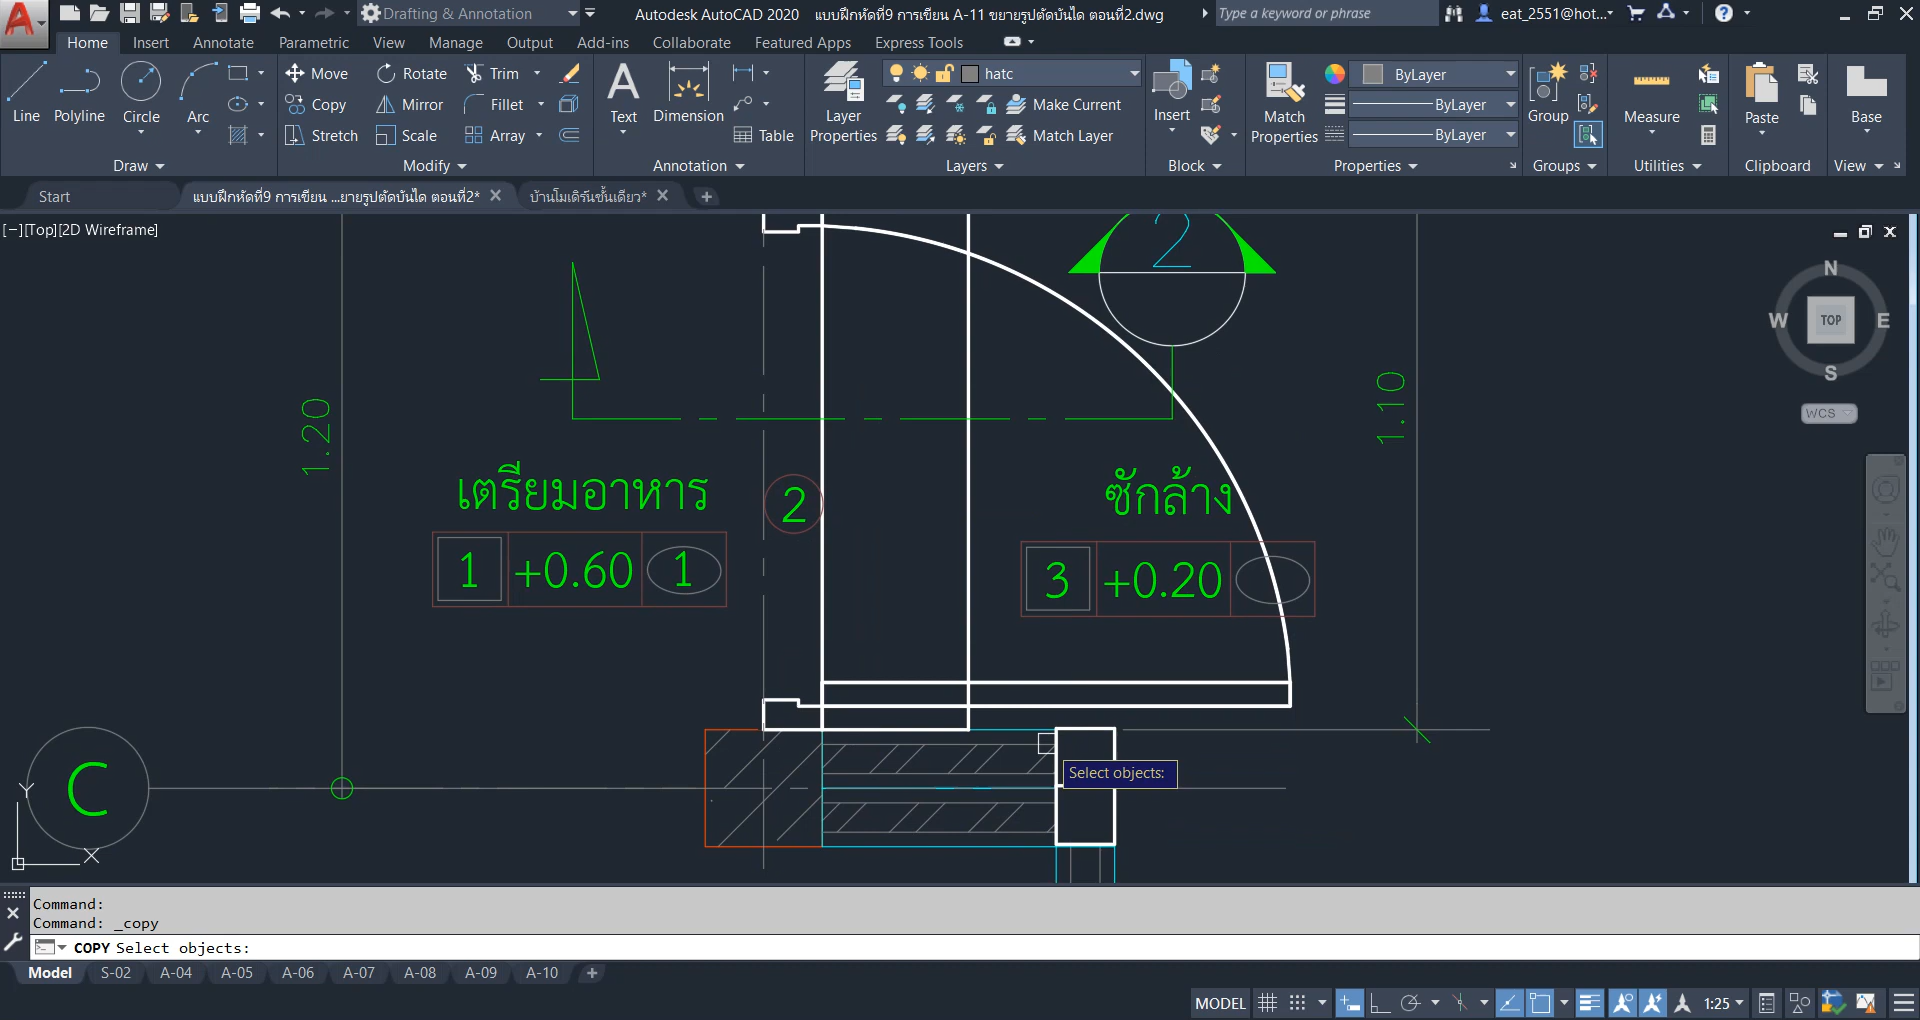 Drafting & Annotation
Autodesk AutoCAD 2020 แบบฝึกหัดที่9 การเขียน A-11 ขยายรูปตัดบันได ตอนที่2.dwg
Type a keyword or phrase
eat_2551@hot...
Home Insert Annotate Parametric View Manage Output Add-ins Collaborate Featured Apps Express Tools
Line Polyline Circle Arc
Draw
Move Rotate Trim
Copy Mirror Fillet
Stretch Scale Array
Modify
Text Dimension Table
Annotation
Layer Properties
hatc
Make Current
Match Layer
Layers
Insert
Block
Match Properties
ByLayer
ByLayer
ByLayer
Properties
Group
Groups
Measure
Utilities
Paste
Clipboard
Base
View
Start
แบบฝึกหัดที่9 การเขียน ...ยายรูปตัดบันได ตอนที่2*
บ้านโมเดิร์นชั้นเดียว*
[−][Top][2D Wireframe]
2
N
W TOP E
S
WCS
1.20
1.10
เตรียมอาหาร
ซักล้าง
2
1 +0.60 1
3 +0.20
C
Y
X
Select objects:
Command:
Command: _copy
COPY Select objects:
Model S-02 A-04 A-05 A-06 A-07 A-08 A-09 A-10
MODEL
1:25